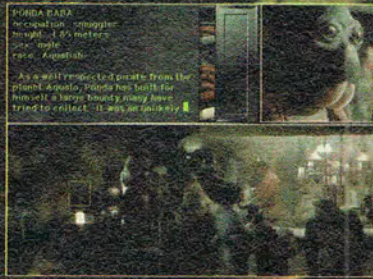 PONDA BABA
occupation: smuggler
height: 1.85 meters
sex: male
race: Aqualish
As a well respected pirate from the
planet Aquala, Ponda has built for
himself a large bounty many have
tried to collect. It was an unlikely